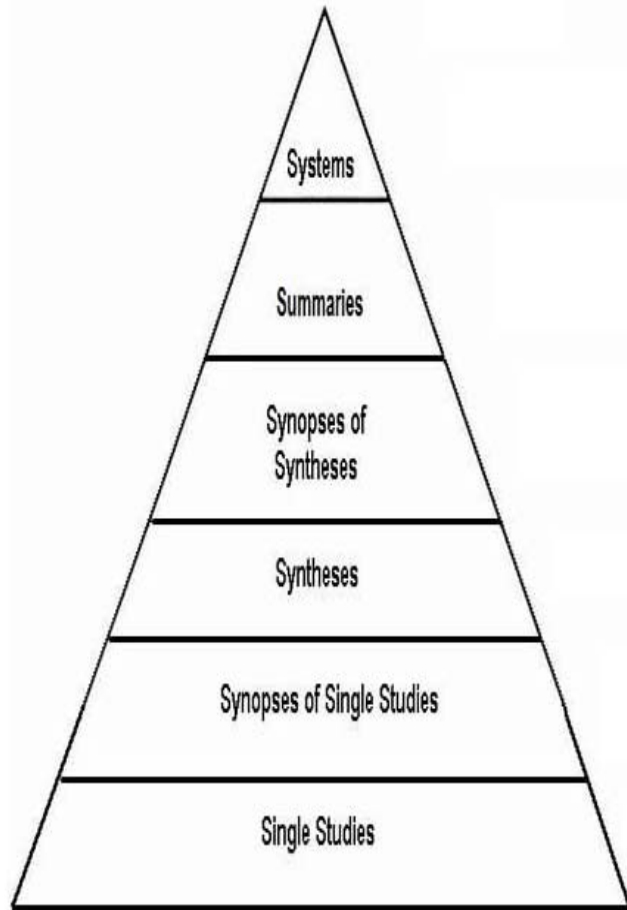 Systems
Summaries
Synopses of
Syntheses
Syntheses
Synopses of Single Studies
Single Studies